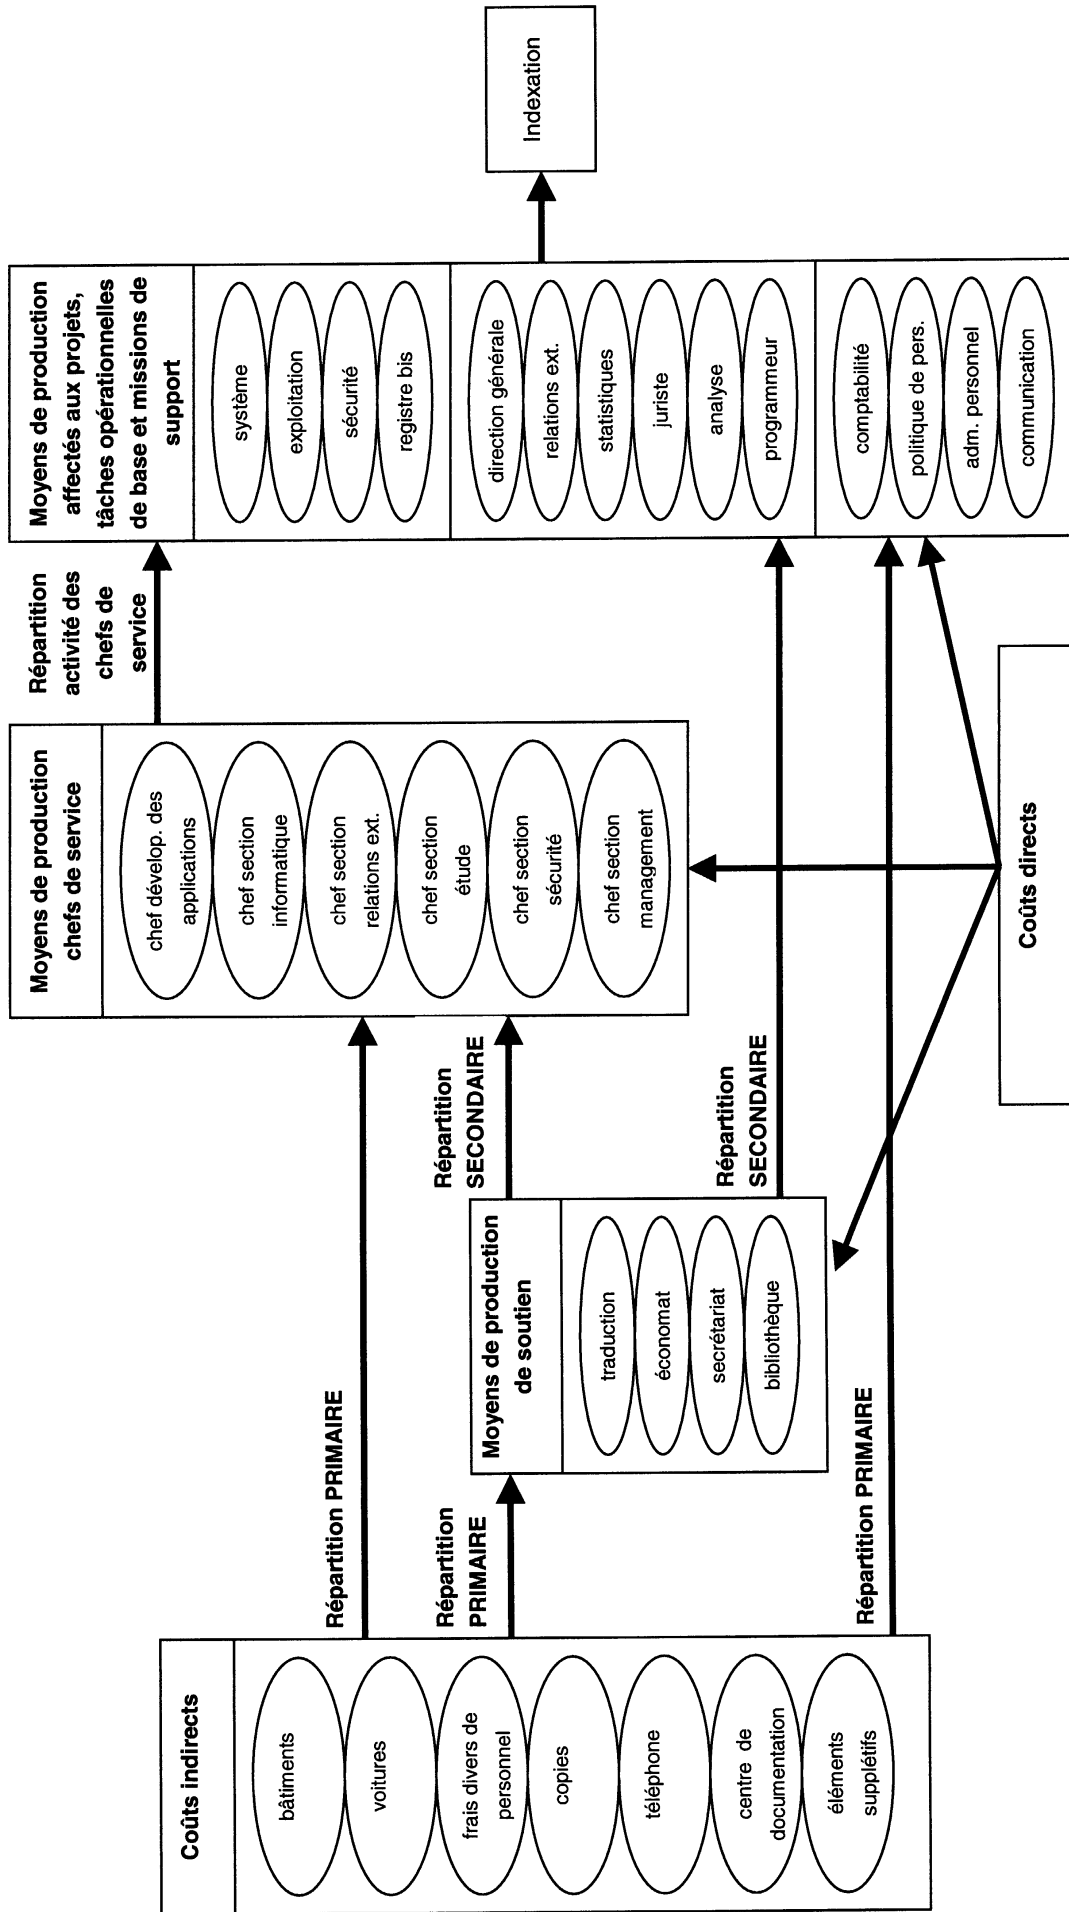 Coûts indirects
bâtiments
voitures
frais divers de
personnel
copies
téléphone
centre de
documentation
éléments
supplétifs
Répartition PRIMAIRE
Répartition
PRIMAIRE
Répartition PRIMAIRE
Moyens de production
de soutien
traduction
économat
secrétariat
bibliothèque
Répartition
SECONDAIRE
Répartition
SECONDAIRE
Moyens de production
chefs de service
chef dévelop. des
applications
chef section
informatique
chef section
relations ext.
chef section
étude
chef section
sécurité
chef section
management
Coûts directs
Répartition
activité des
chefs de
service
Moyens de production
affectés aux projets,
tâches opérationnelles
de base et missions de
support
système
exploitation
sécurité
registre bis
direction générale
relations ext.
statistiques
juriste
analyse
programmeur
comptabilité
politique de pers.
adm. personnel
communication
Indexation